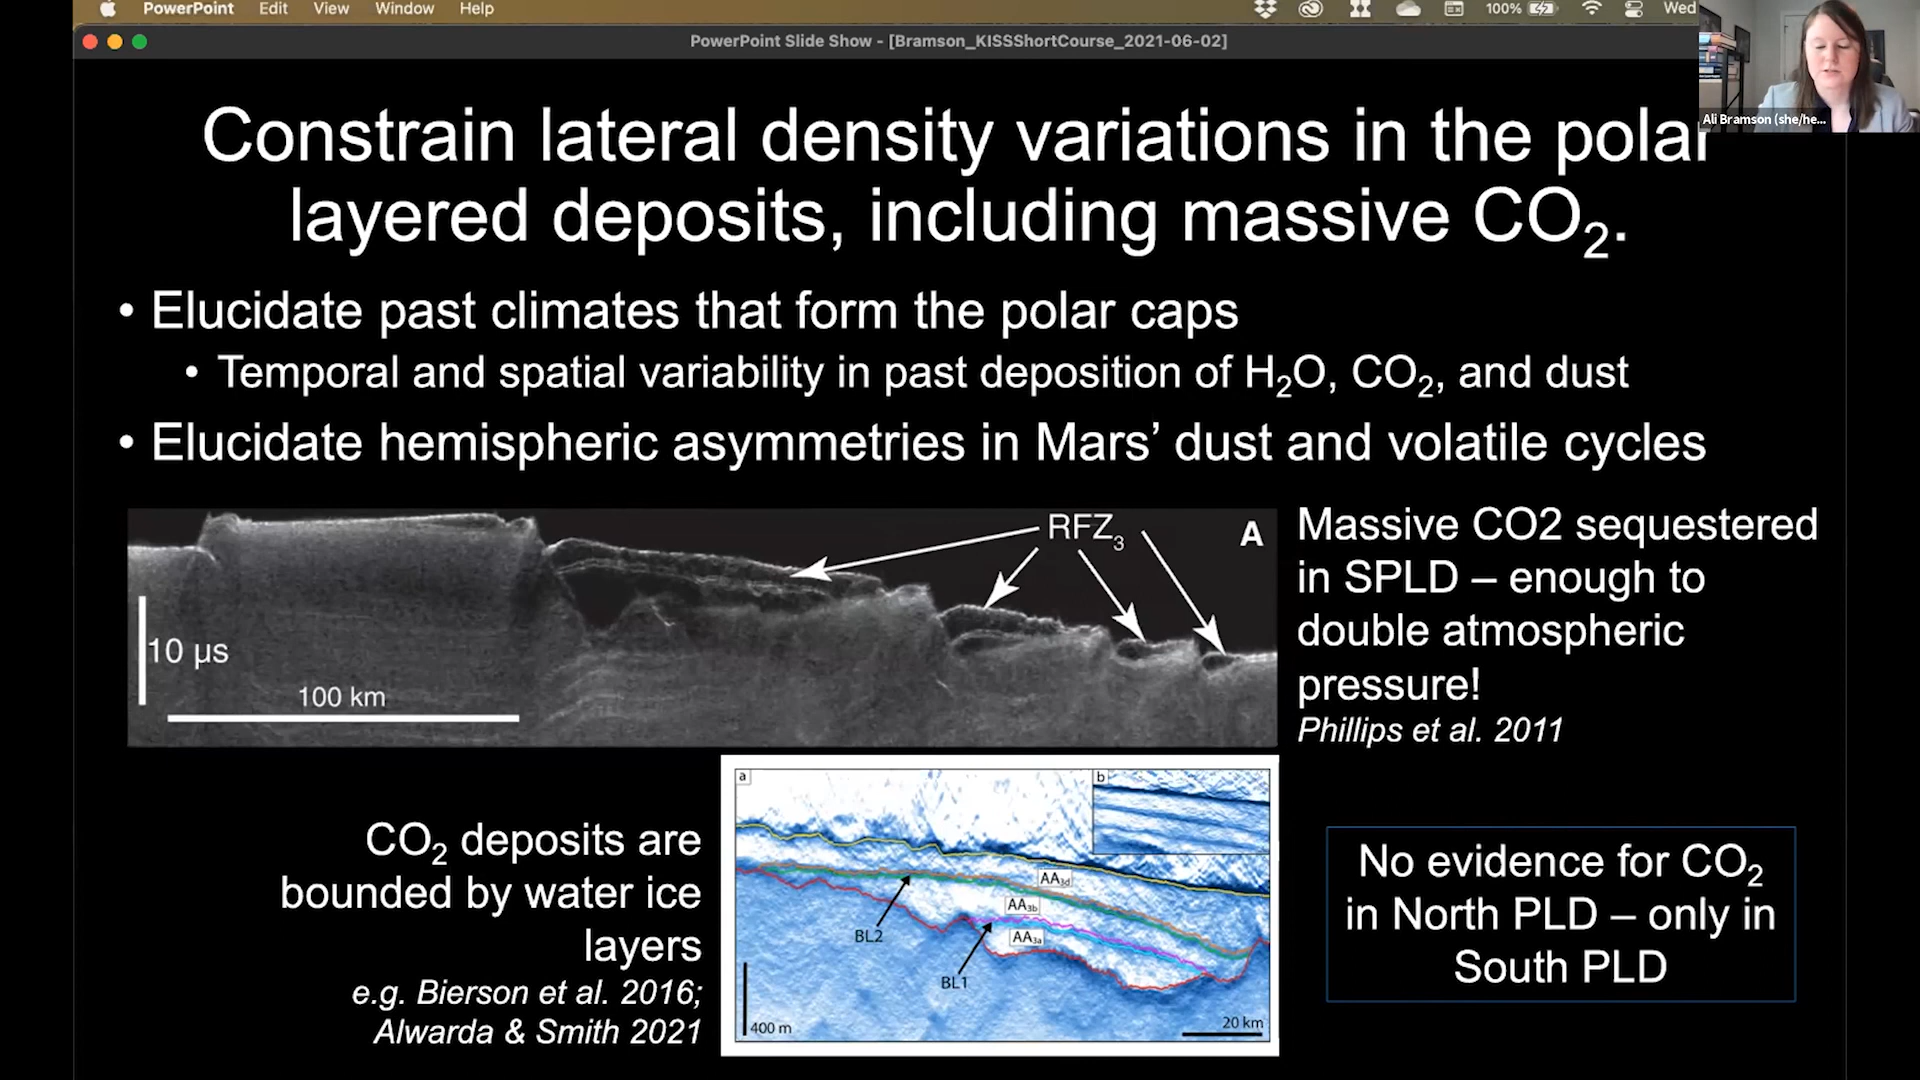 PowerPoint Edit View Window Help 100% Wed
PowerPoint Slide Show - [Bramson_KISSShortCourse_2021-06-02]
Ali Bramson (she/he...
Constrain lateral density variations in the polar
layered deposits, including massive CO₂.
• Elucidate past climates that form the polar caps
• Temporal and spatial variability in past deposition of H₂O, CO₂, and dust
• Elucidate hemispheric asymmetries in Mars’ dust and volatile cycles
RFZ₃
A
10 µs
100 km
Massive CO2 sequestered
in SPLD – enough to
double atmospheric
pressure!
Phillips et al. 2011
CO₂ deposits are
bounded by water ice
layers
e.g. Bierson et al. 2016;
Alwarda & Smith 2021
a
b
AA₃d
AA₃b
BL2
AA₃a
BL1
400 m
20 km
No evidence for CO₂
in North PLD – only in
South PLD